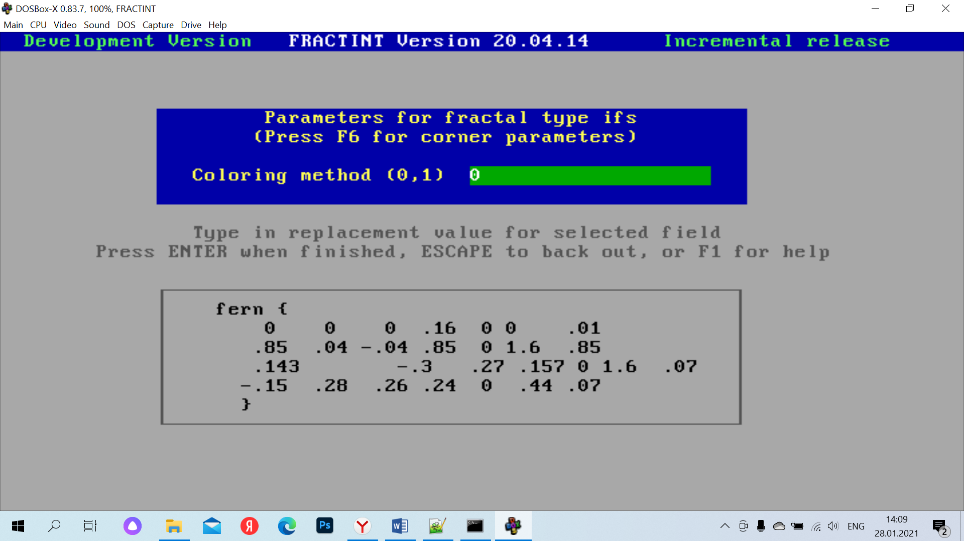 DOSBox-X 0.83.7, 100%, FRACTINT
Main CPU Video Sound DOS Capture Drive Help
Development Version FRACTINT Version 20.04.14 Incremental release
Parameters for fractal type ifs
(Press F6 for corner parameters)
Coloring method (0,1) 0
Type in replacement value for selected field
Press ENTER when finished, ESCAPE to back out, or F1 for help
fern {
0 0 0 .16 0 0 .01
.85 .04 -.04 .85 0 1.6 .85
.143 -.3 .27 .157 0 1.6 .07
-.15 .28 .26 .24 0 .44 .07
}
Я Ps Y W ENG 14:09
28.01.2021 2